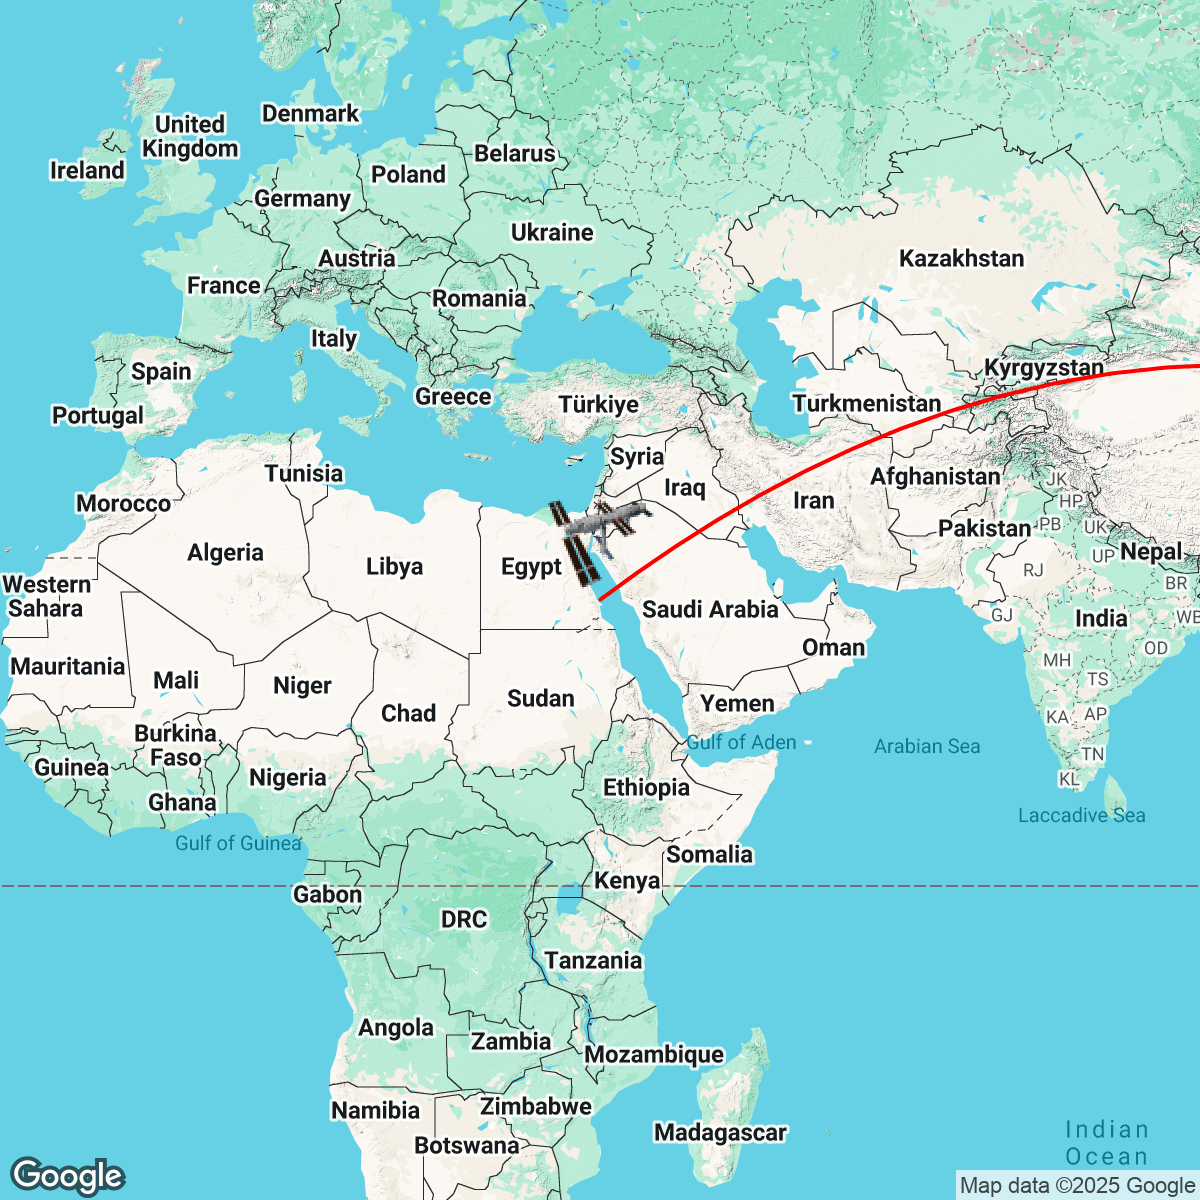 Denmark
United
Kingdom
Ireland
Belarus
Poland
Germany
Ukraine
Austria
Kazakhstan
France
Romania
Italy
Spain
Kyrgyzstan
Greece
Türkiye
Turkmenistan
Portugal
Syria
Tunisia
Iraq
Afghanistan
JK
Morocco
Iran
HP
Pakistan
PB
UK
Algeria
Libya
Egypt
UP
Nepal
RJ
BR
Western
Sahara
Saudi Arabia
GJ
India
WB
Oman
OD
Mauritania
MH
Mali
Niger
TS
Sudan
Chad
Yemen
KA
AP
Burkina
Faso
Gulf of Aden
Arabian Sea
TN
Guinea
Nigeria
KL
Ethiopia
Ghana
Laccadive Sea
Gulf of Guinea
Somalia
Kenya
Gabon
DRC
Tanzania
Angola
Zambia
Mozambique
Namibia
Zimbabwe
Madagascar
Botswana
Indian
Ocean
Google
Map data ©2025 Google